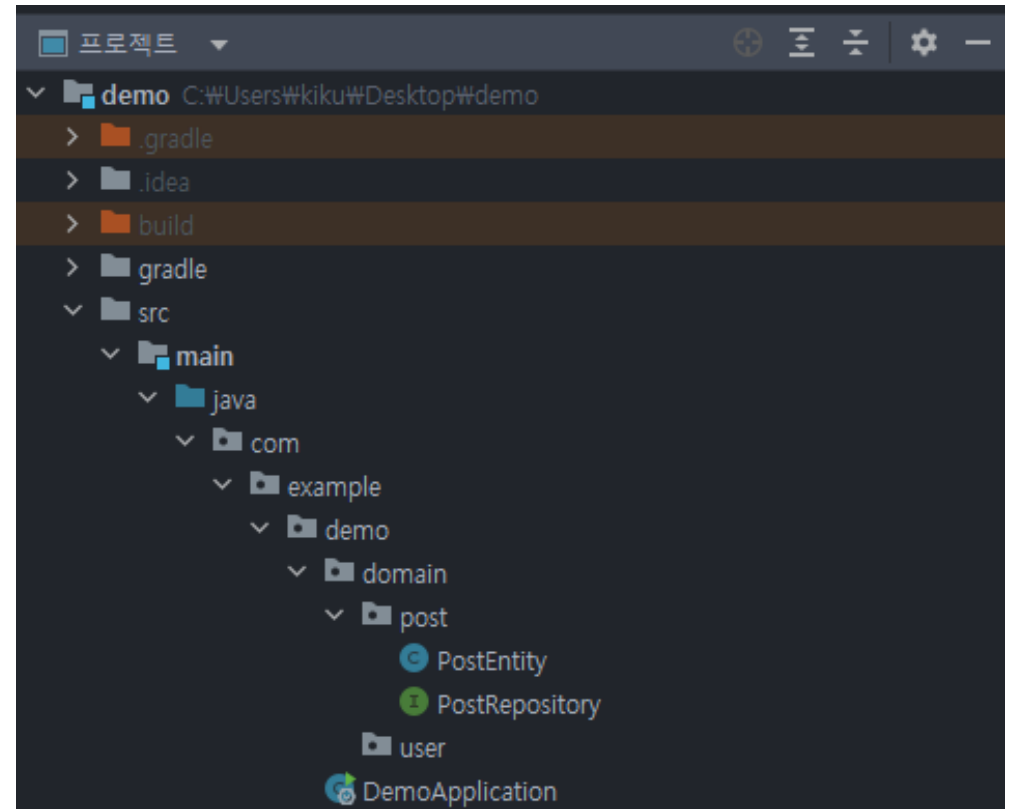 프로젝트
demo C:₩Users₩kiku₩Desktop₩demo
.gradle
.idea
build
gradle
src
main
java
com
example
demo
domain
post
C PostEntity
I PostRepository
user
DemoApplication